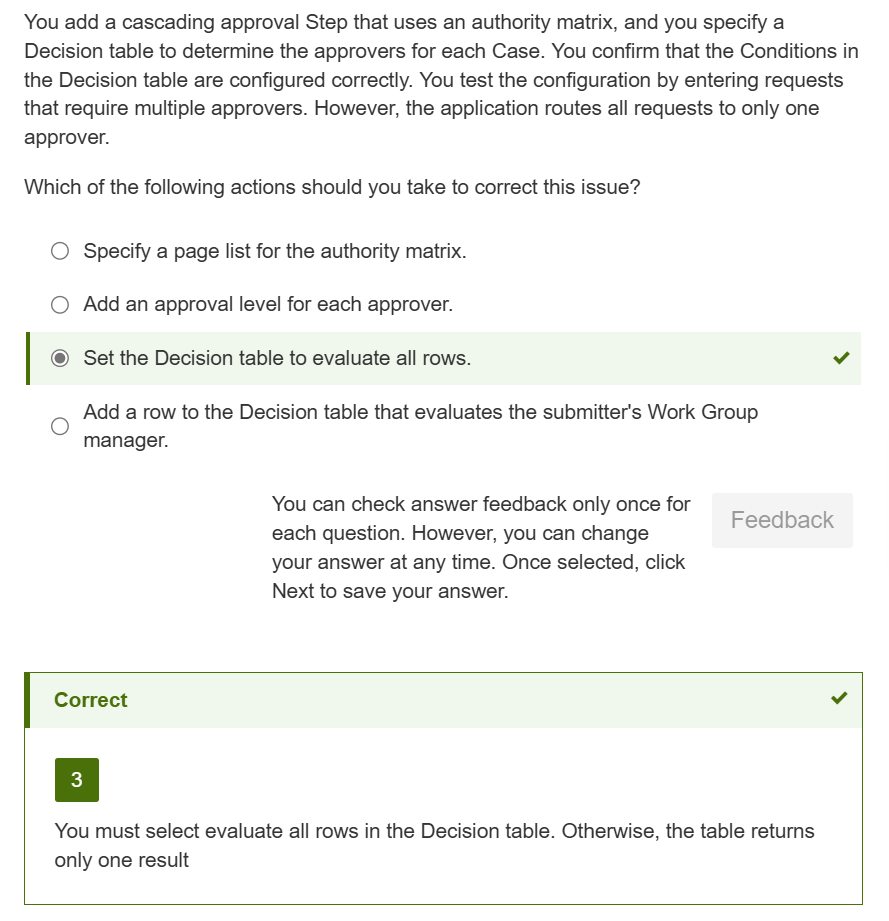 You add a cascading approval Step that uses an authority matrix, and you specify a
Decision table to determine the approvers for each Case. You confirm that the Conditions in
the Decision table are configured correctly. You test the configuration by entering requests
that require multiple approvers. However, the application routes all requests to only one
approver.
Which of the following actions should you take to correct this issue?
Specify a page list for the authority matrix.
Add an approval level for each approver.
Set the Decision table to evaluate all rows.
Add a row to the Decision table that evaluates the submitter's Work Group
manager.
You can check answer feedback only once for
each question. However, you can change
your answer at any time. Once selected, click
Next to save your answer.
Feedback
Correct
3
You must select evaluate all rows in the Decision table. Otherwise, the table returns
only one result